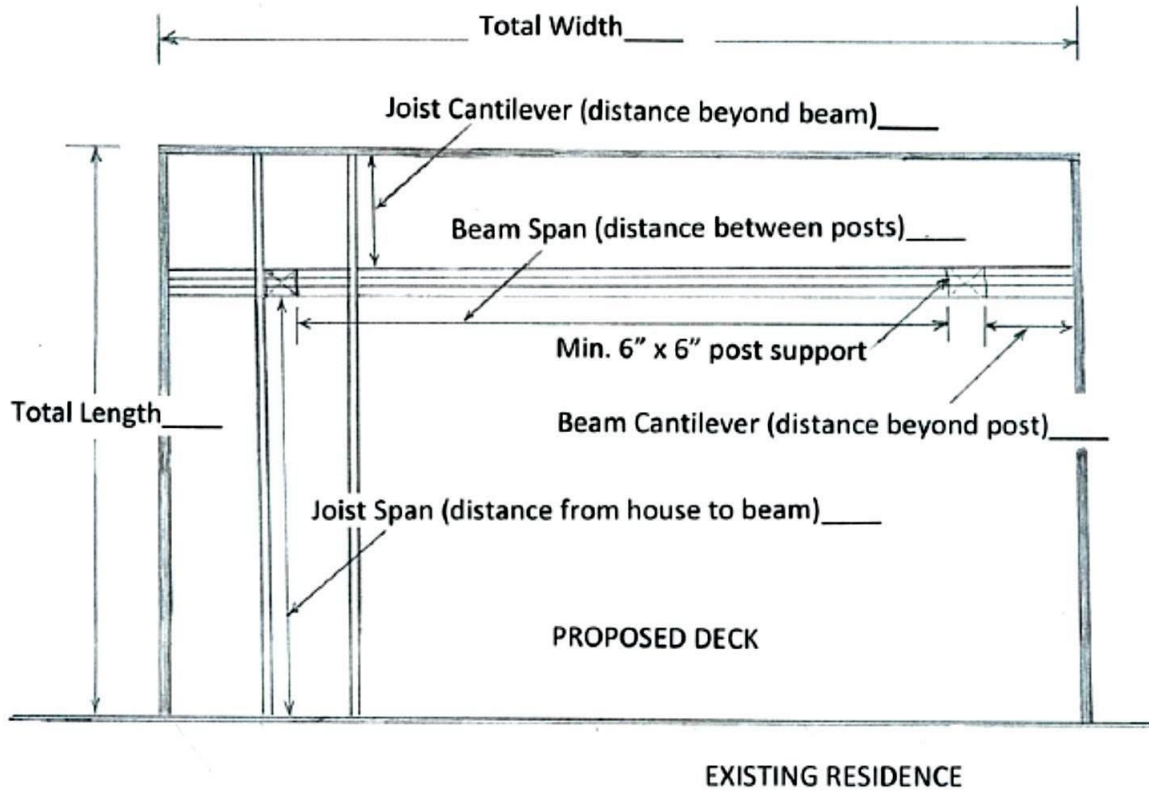 Total Width____
Joist Cantilever (distance beyond beam)____
Beam Span (distance between posts)____
Min. 6” x 6” post support
Total Length____
Beam Cantilever (distance beyond post)____
Joist Span (distance from house to beam)____
PROPOSED DECK
EXISTING RESIDENCE